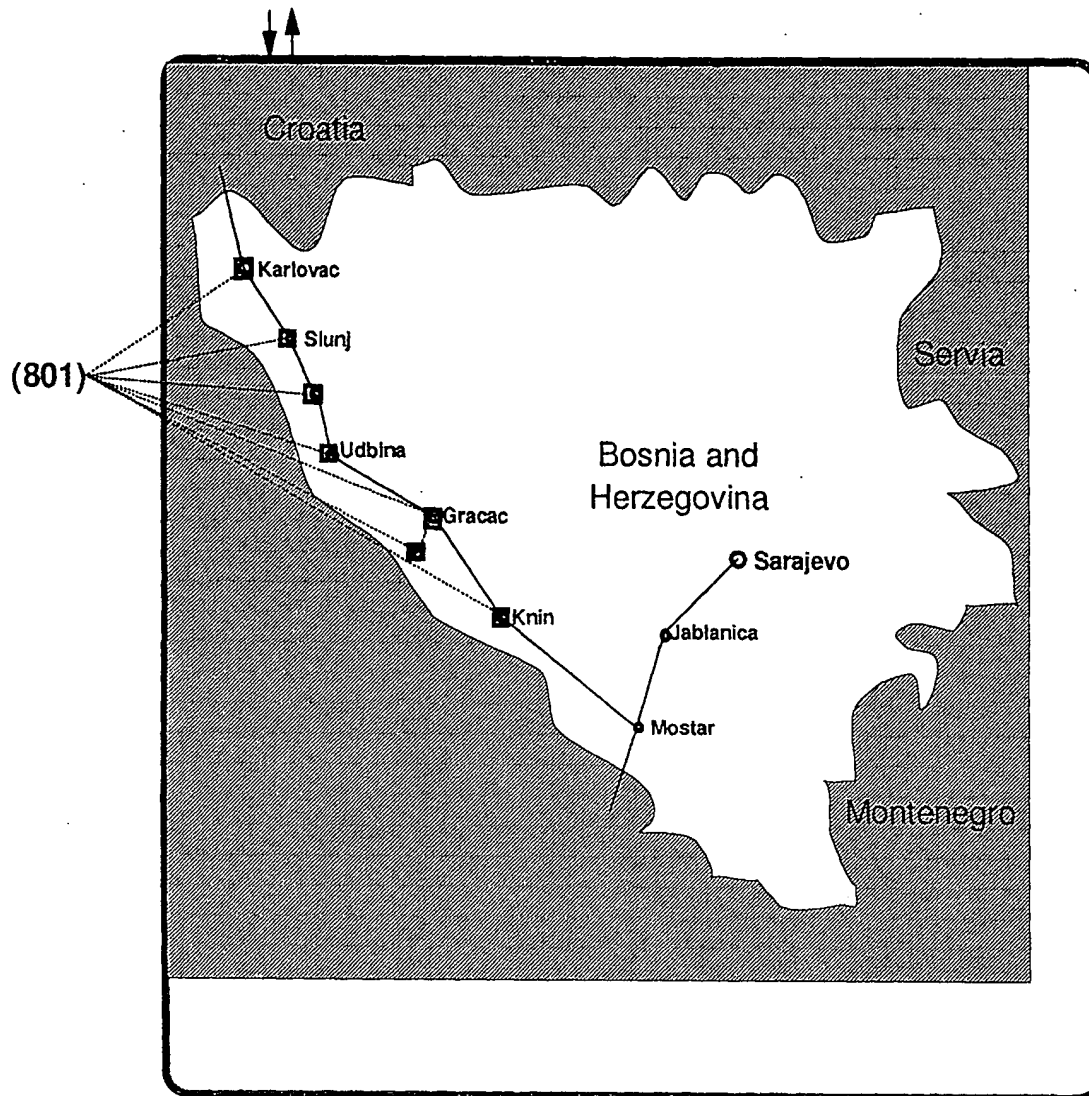 Croatia
Karlovac
Slunj
(801)
Servia
Udbina
Bosnia and
Herzegovina
Gracac
Sarajevo
Knin
Jablanica
Mostar
Montenegro